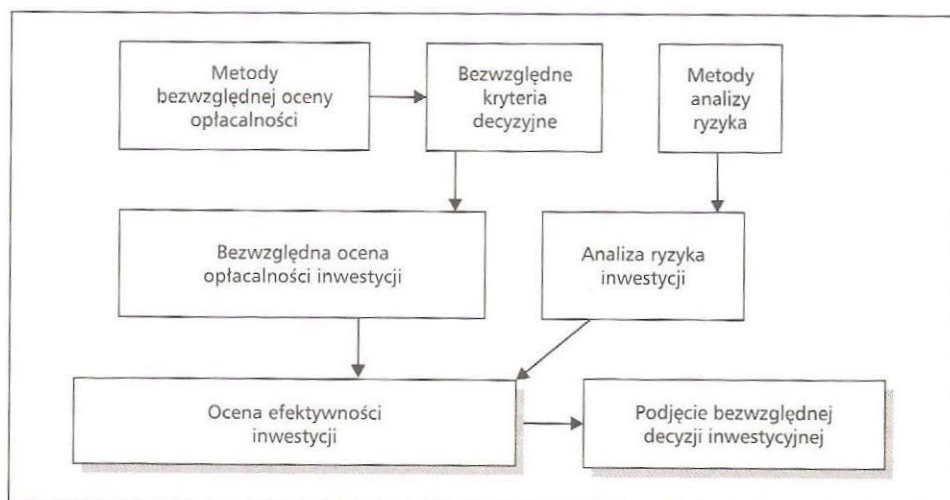 Metody
bezwzględnej oceny
opłacalności
Bezwzględne
kryteria
decyzyjne
Metody
analizy
ryzyka
Bezwzględna ocena
opłacalności inwestycji
Analiza ryzyka
inwestycji
Ocena efektywności
inwestycji
Podjęcie bezwzględnej
decyzji inwestycyjnej